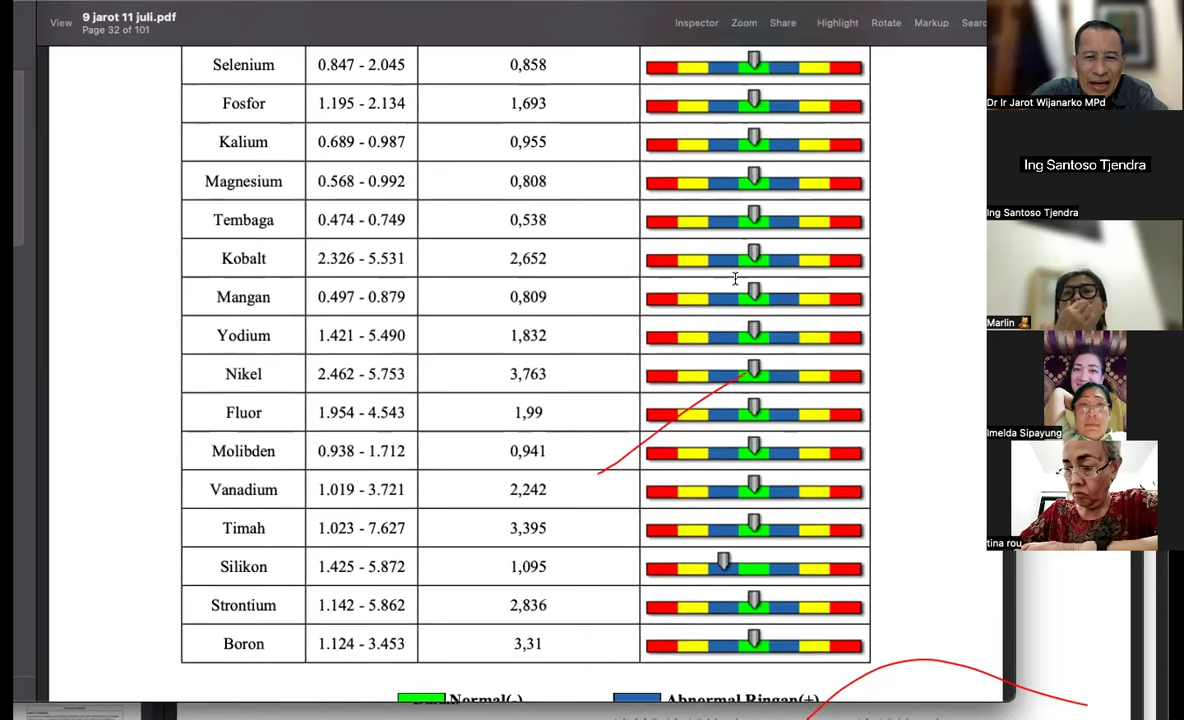 View
9 jarot 11 juli.pdf
Page 32 of 101
Inspector Zoom Share Highlight Rotate Markup Searc
Selenium 0.847 - 2.045 0,858
Fosfor 1.195 - 2.134 1,693
Kalium 0.689 - 0.987 0,955
Magnesium 0.568 - 0.992 0,808
Tembaga 0.474 - 0.749 0,538
Kobalt 2.326 - 5.531 2,652
Mangan 0.497 - 0.879 0,809
Yodium 1.421 - 5.490 1,832
Nikel 2.462 - 5.753 3,763
Fluor 1.954 - 4.543 1,99
Molibden 0.938 - 1.712 0,941
Vanadium 1.019 - 3.721 2,242
Timah 1.023 - 7.627 3,395
Silikon 1.425 - 5.872 1,095
Strontium 1.142 - 5.862 2,836
Boron 1.124 - 3.453 3,31
Normal(-) Abnormal Ringan(+)
Dr Ir Jarot Wijanarko MPd
Ing Santoso Tjendra
Ing Santoso Tjendra
Marlin
Imelda Sipayung
tina rou